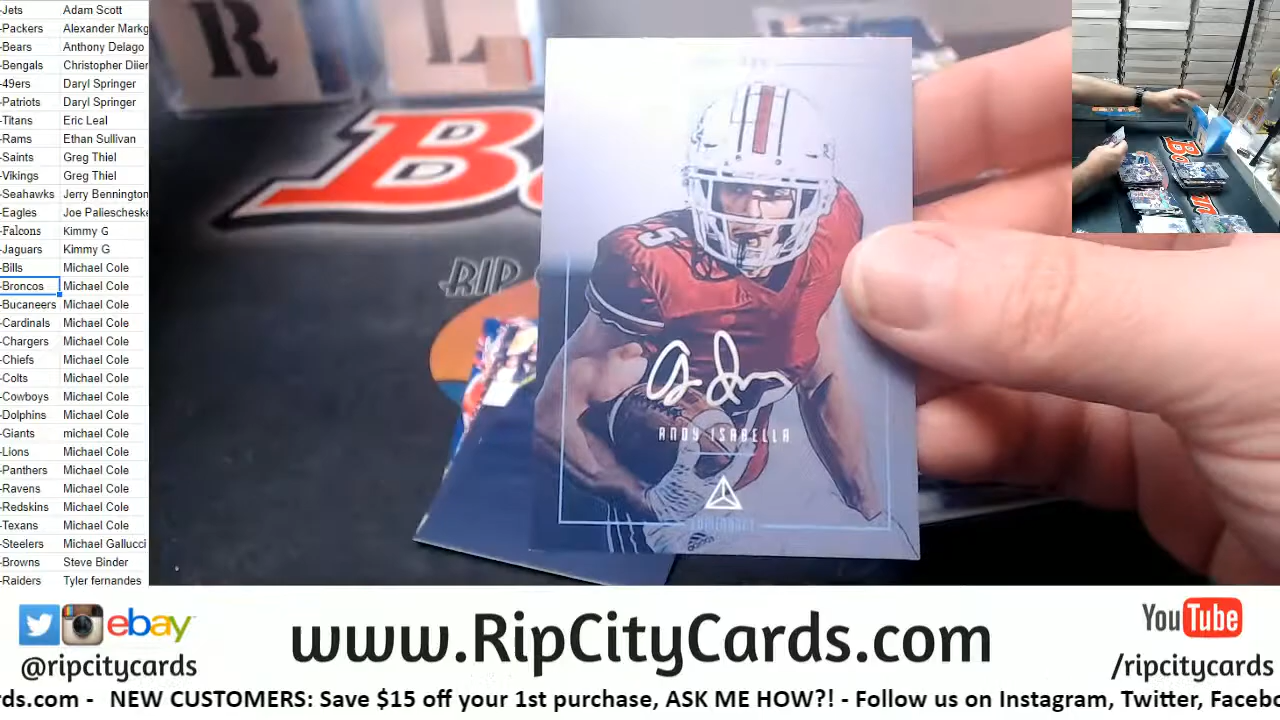 -Jets Adam Scott
-Packers Alexander Markg
-Bears Anthony Delago
-Bengals Christopher Diier
-49ers Daryl Springer
-Patriots Daryl Springer
-Titans Eric Leal
-Rams Ethan Sullivan
-Saints Greg Thiel
-Vikings Greg Thiel
-Seahawks Jerry Bennington
-Eagles Joe Paliescheske
-Falcons Kimmy G
-Jaguars Kimmy G
-Bills Michael Cole
-Broncos Michael Cole
-Bucaneers Michael Cole
-Cardinals Michael Cole
-Chargers Michael Cole
-Chiefs Michael Cole
-Colts Michael Cole
-Cowboys Michael Cole
-Dolphins Michael Cole
-Giants michael Cole
-Lions Michael Cole
-Panthers Michael Cole
-Ravens Michael Cole
-Redskins Michael Cole
-Texans Michael Cole
-Steelers Michael Gallucci
-Browns Steve Binder
-Raiders Tyler fernandes
R L
B
RIP
5
ANDY ISABELLA
LUMINANCE
ebay
@ripcitycards
www.RipCityCards.com
YouTube
/ripcitycards
ds.com - NEW CUSTOMERS: Save $15 off your 1st purchase, ASK ME HOW?! - Follow us on Instagram, Twitter, Facebo